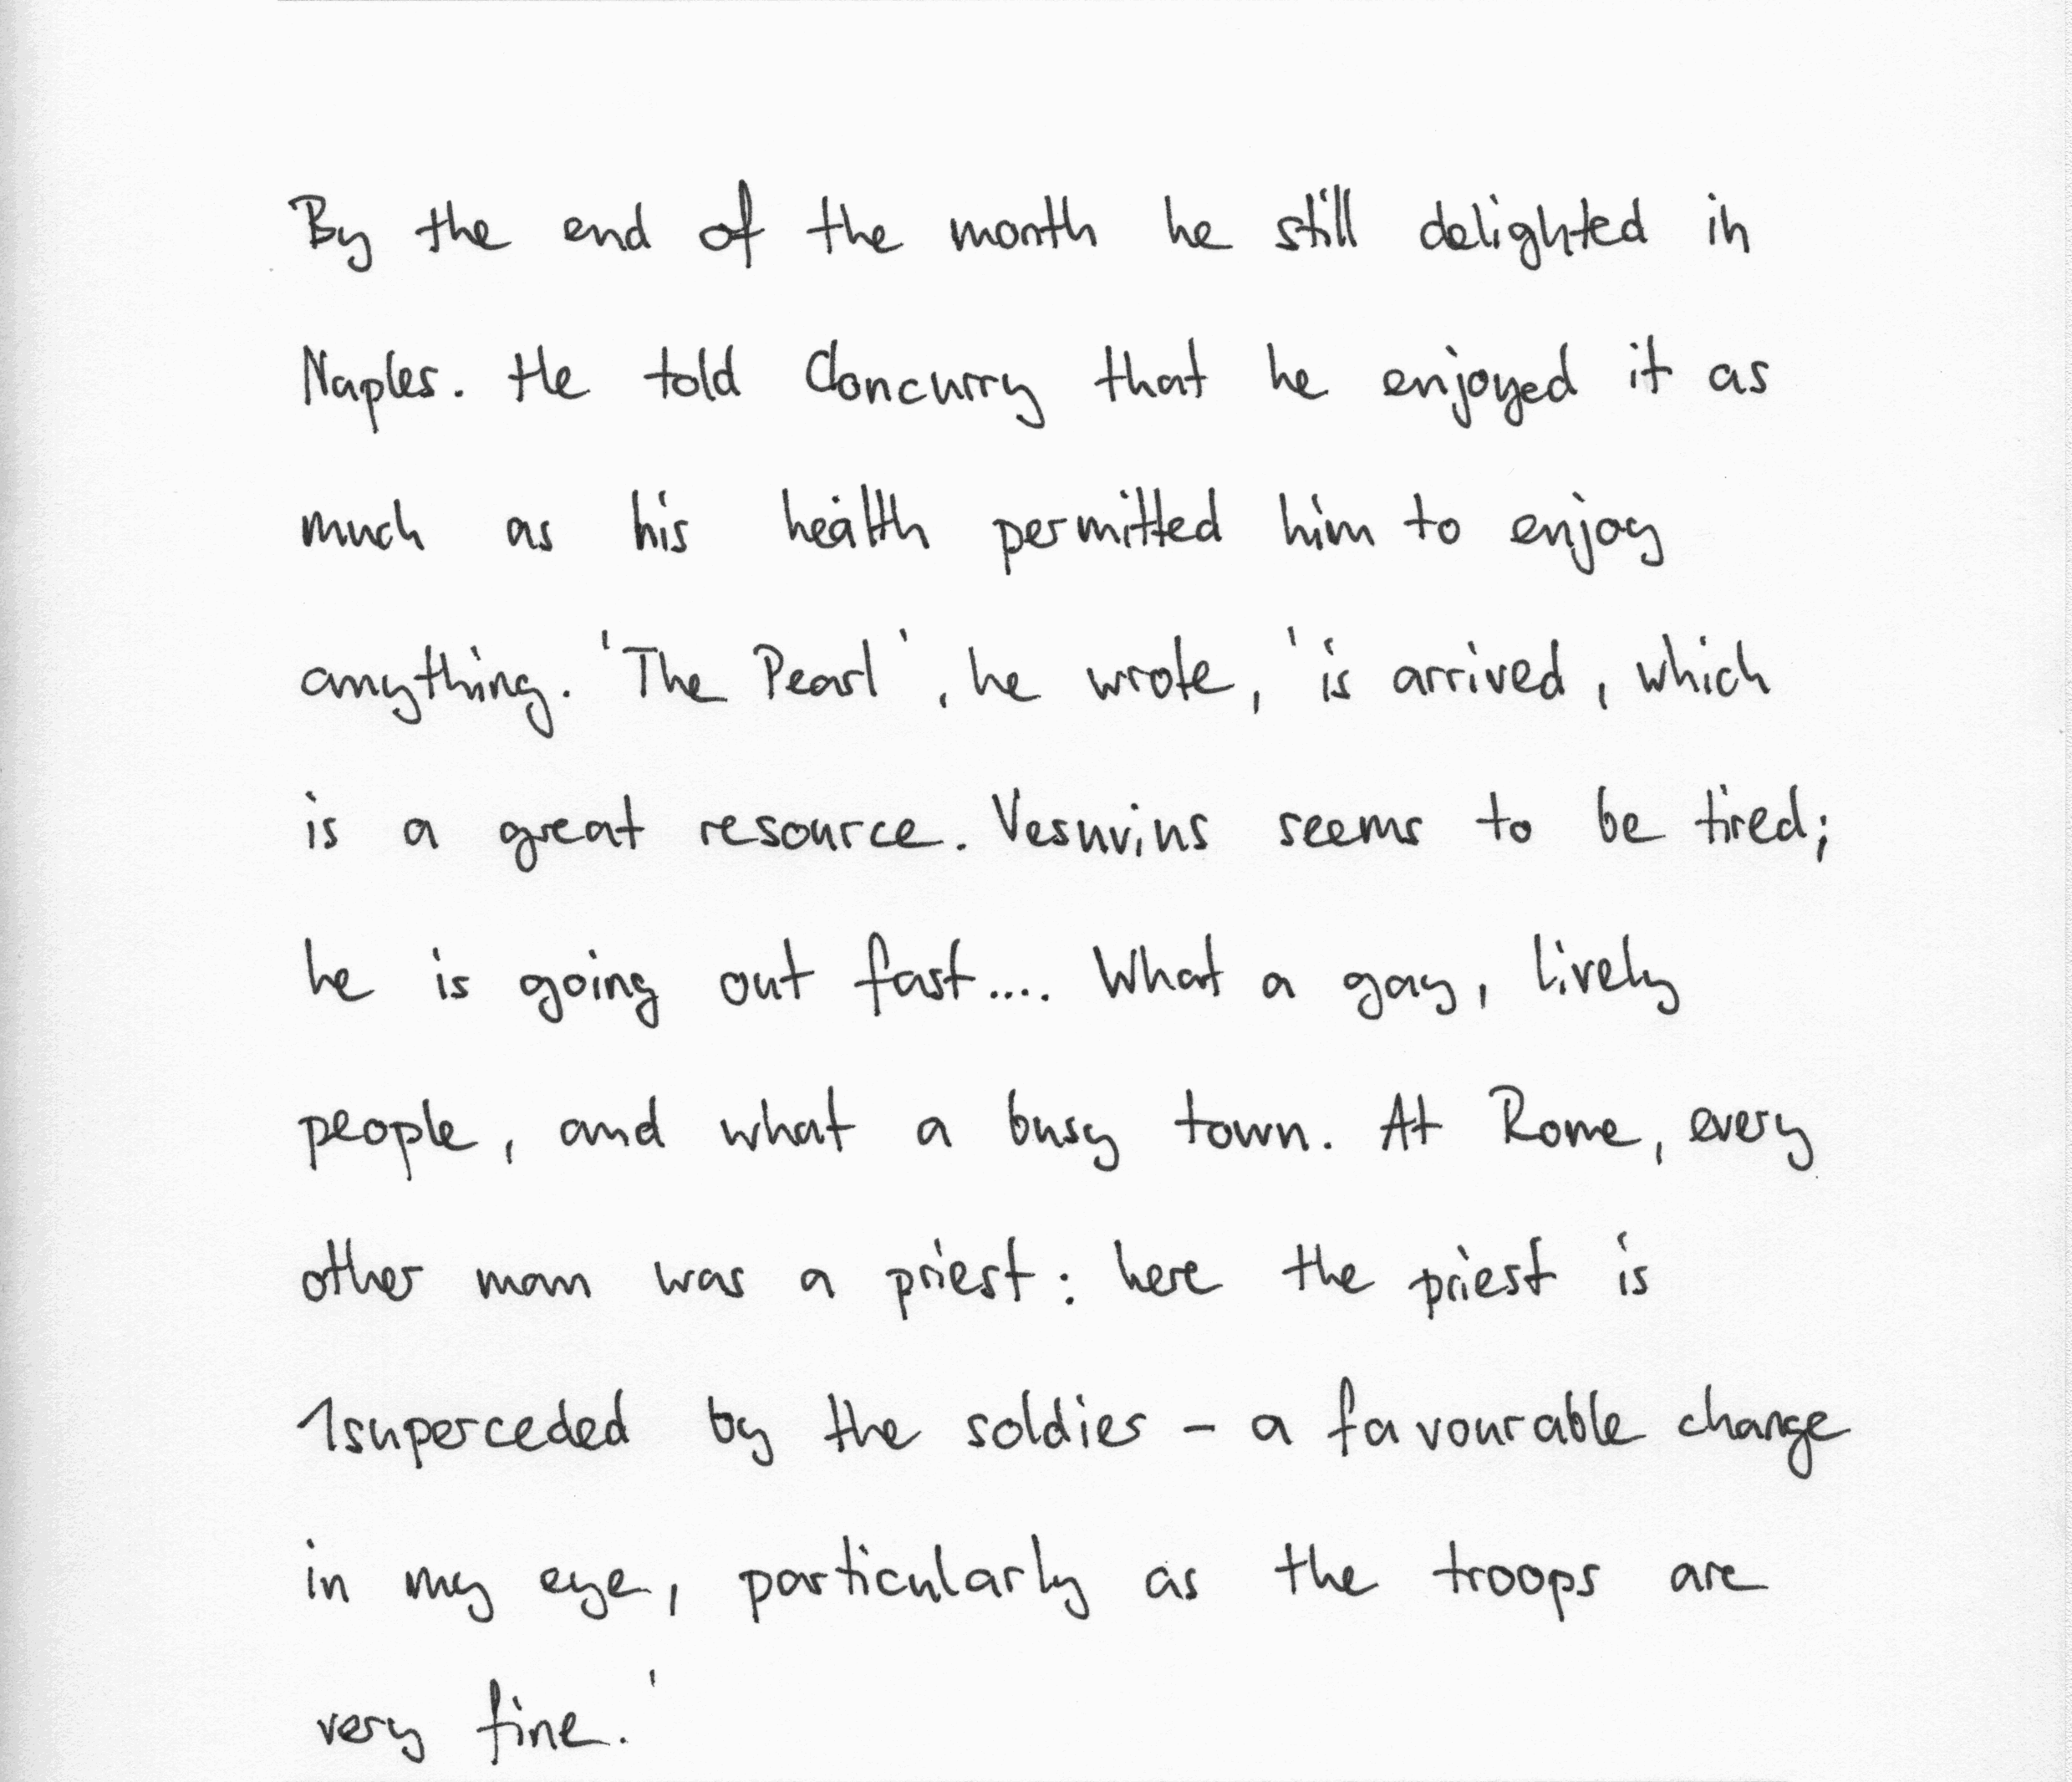 By the end of the month he still delighted in
Naples. He told Cloncurry that he enjoyed it as
much as his health permitted him to enjoy
anything. 'The Pearl', he wrote, 'is arrived, which
is a great resource. Vesuvius seems to be tired;
he is going out fast.... What a gay, lively
people, and what a busy town. At Rome, every
other man was a priest: here the priest is
1superceded by the soldier - a favourable change
in my eye, particularly as the troops are
very fine.'